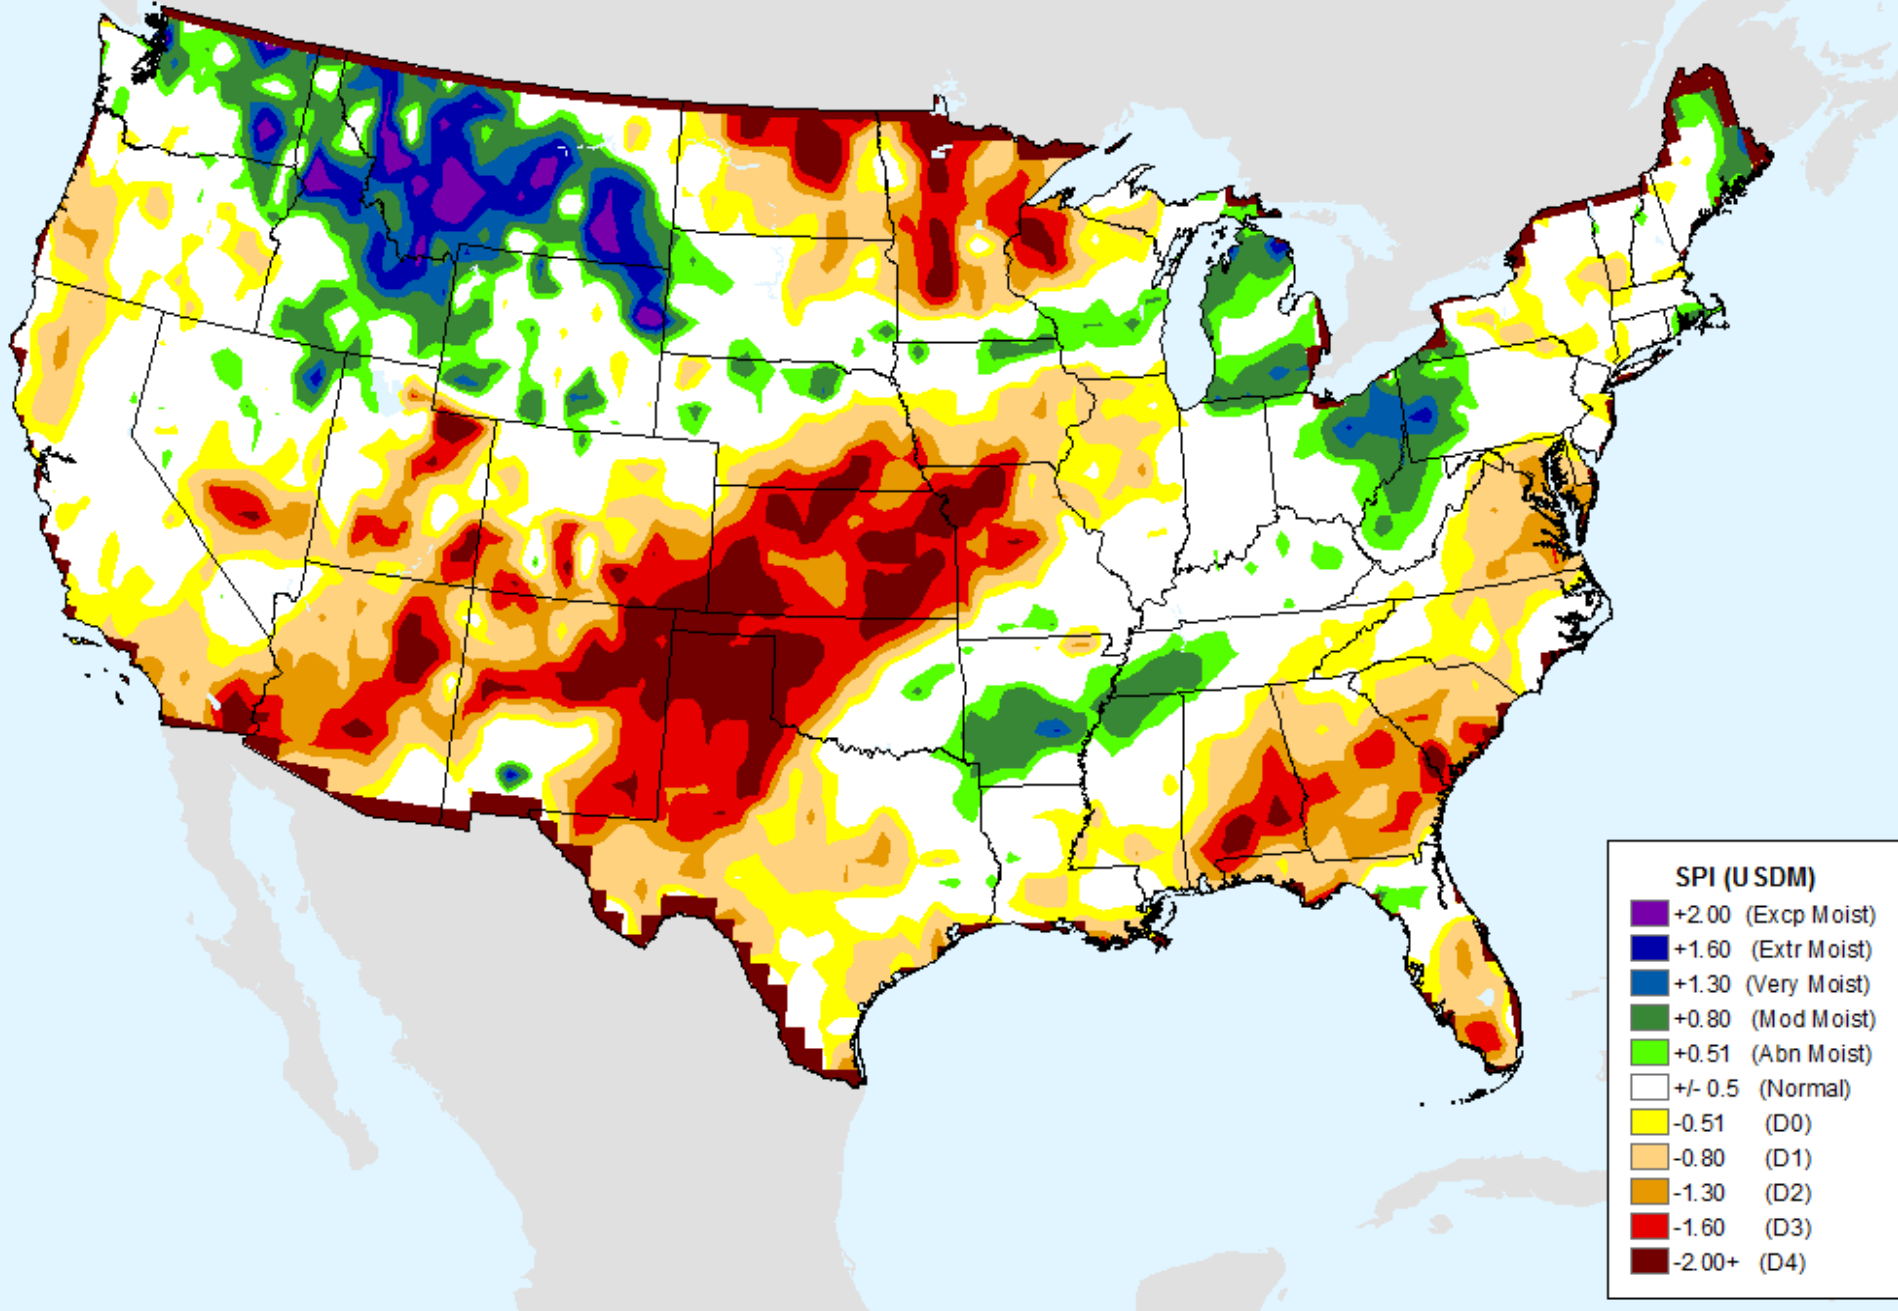 SPI (USDM)
+2.00 (Excp Moist)
+1.60 (Extr Moist)
+1.30 (Very Moist)
+0.80 (Mod Moist)
+0.51 (Abn Moist)
+/- 0.5 (Normal)
-0.51 (D0)
-0.80 (D1)
-1.30 (D2)
-1.60 (D3)
-2.00+ (D4)